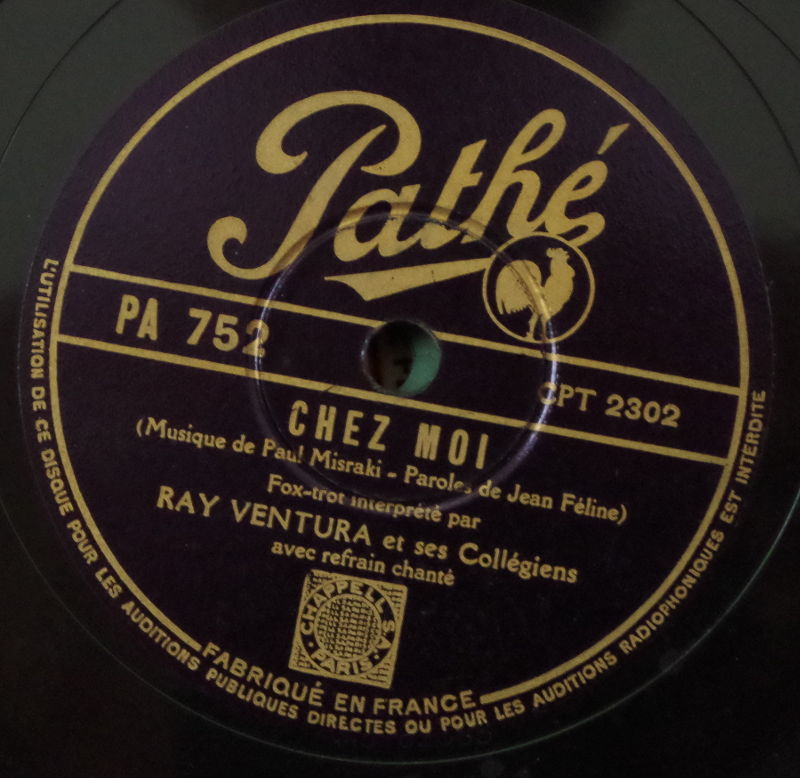 Pathé
PA 752
CPT 2302
CHEZ MOI
(Musique de Paul Misraki - Paroles de Jean Féline)
Fox-trot interprété par
RAY VENTURA et ses Collégiens
avec refrain chanté
CHAPPELL S.A.
PARIS
FABRIQUÉ EN FRANCE
L'UTILISATION DE CE DISQUE POUR LES AUDITIONS PUBLIQUES DIRECTES OU POUR LES AUDITIONS RADIOPHONIQUES EST INTERDITE